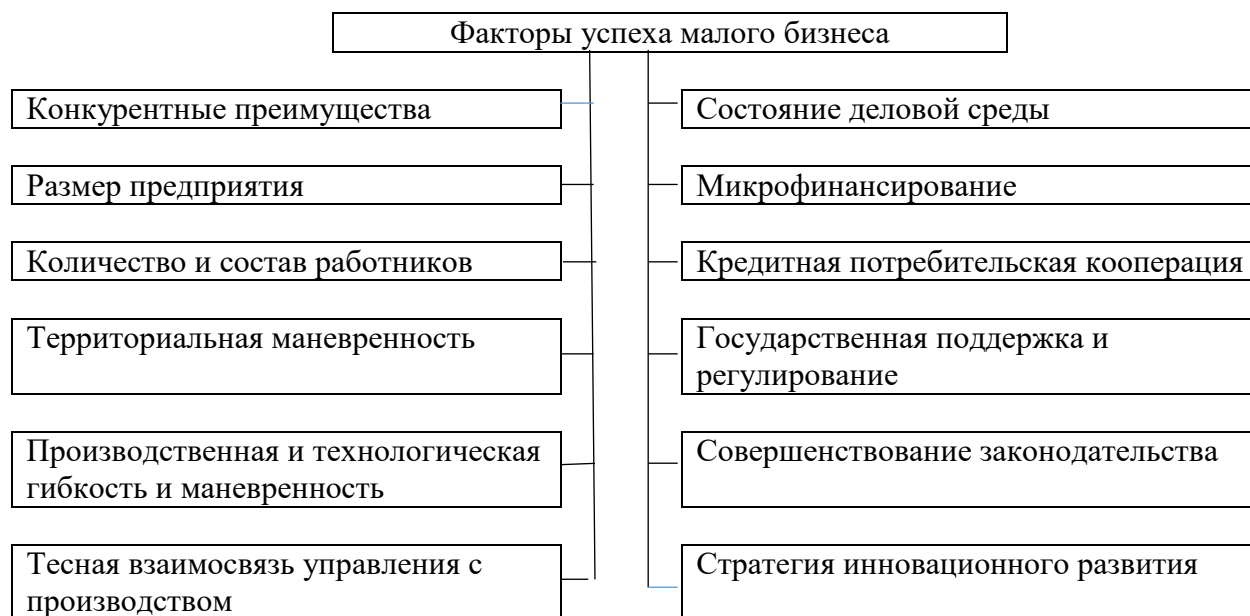 Факторы успеха малого бизнеса
Конкурентные преимущества
Состояние деловой среды
Размер предприятия
Микрофинансирование
Количество и состав работников
Кредитная потребительская кооперация
Территориальная маневренность
Государственная поддержка и
регулирование
Производственная и технологическая
гибкость и маневренность
Совершенствование законодательства
Тесная взаимосвязь управления с
производством
Стратегия инновационного развития